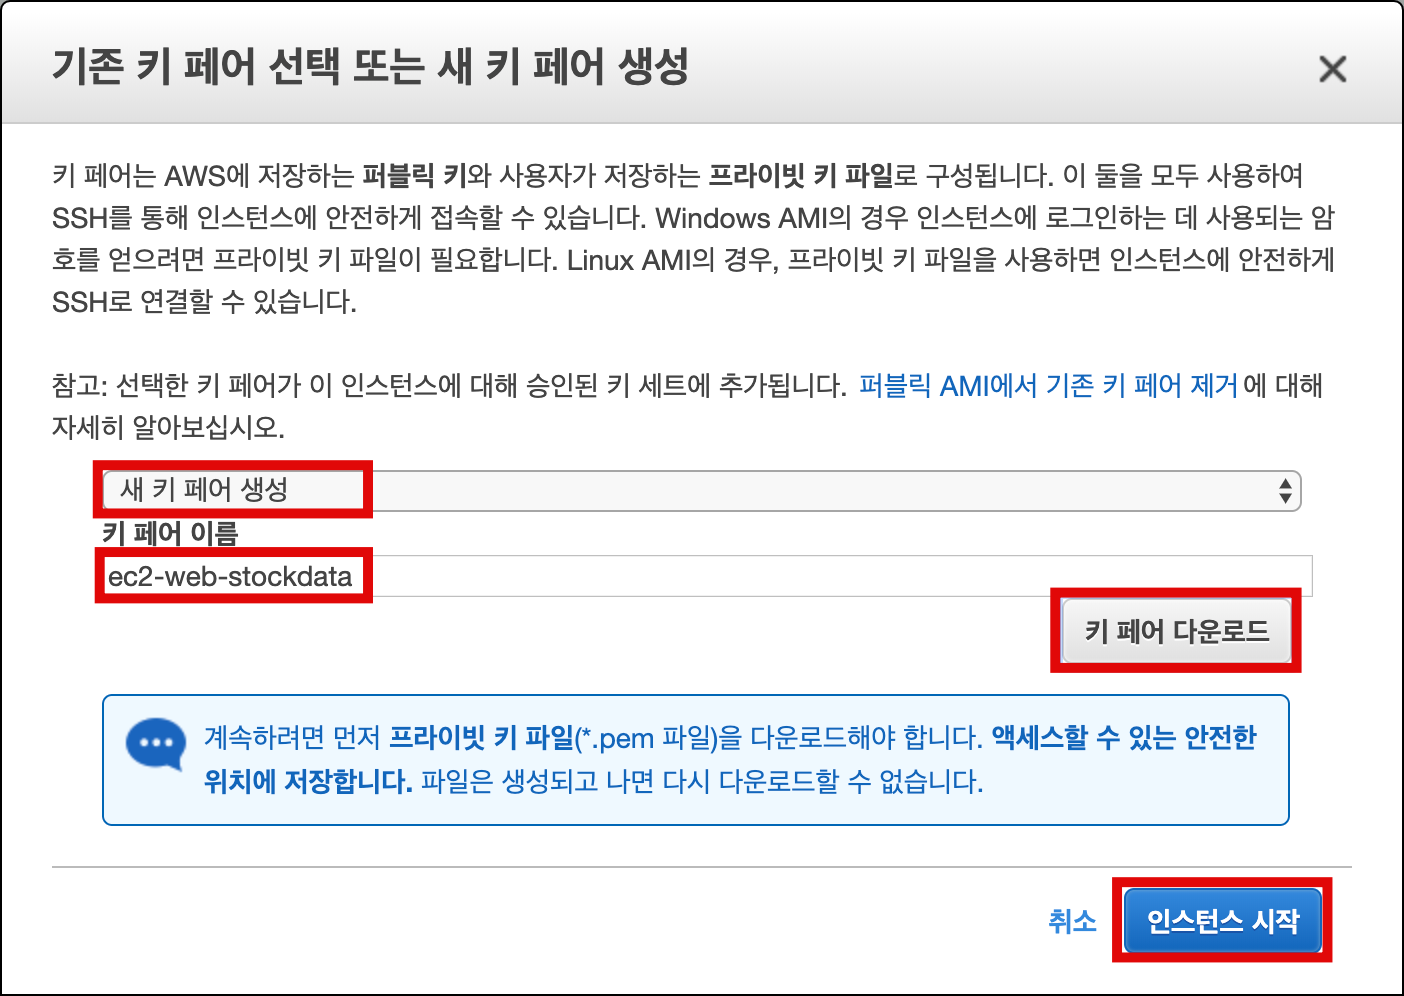 기존 키 페어 선택 또는 새 키 페어 생성
키 페어는 AWS에 저장하는 퍼블릭 키와 사용자가 저장하는 프라이빗 키 파일로 구성됩니다. 이 둘을 모두 사용하여
SSH를 통해 인스턴스에 안전하게 접속할 수 있습니다. Windows AMI의 경우 인스턴스에 로그인하는 데 사용되는 암
호를 얻으려면 프라이빗 키 파일이 필요합니다. Linux AMI의 경우, 프라이빗 키 파일을 사용하면 인스턴스에 안전하게
SSH로 연결할 수 있습니다.
참고: 선택한 키 페어가 이 인스턴스에 대해 승인된 키 세트에 추가됩니다. 퍼블릭 AMI에서 기존 키 페어 제거에 대해
자세히 알아보십시오.
새 키 페어 생성
키 페어 이름
ec2-web-stockdata
키 페어 다운로드
계속하려면 먼저 프라이빗 키 파일(*.pem 파일)을 다운로드해야 합니다. 액세스할 수 있는 안전한
위치에 저장합니다. 파일은 생성되고 나면 다시 다운로드할 수 없습니다.
취소
인스턴스 시작